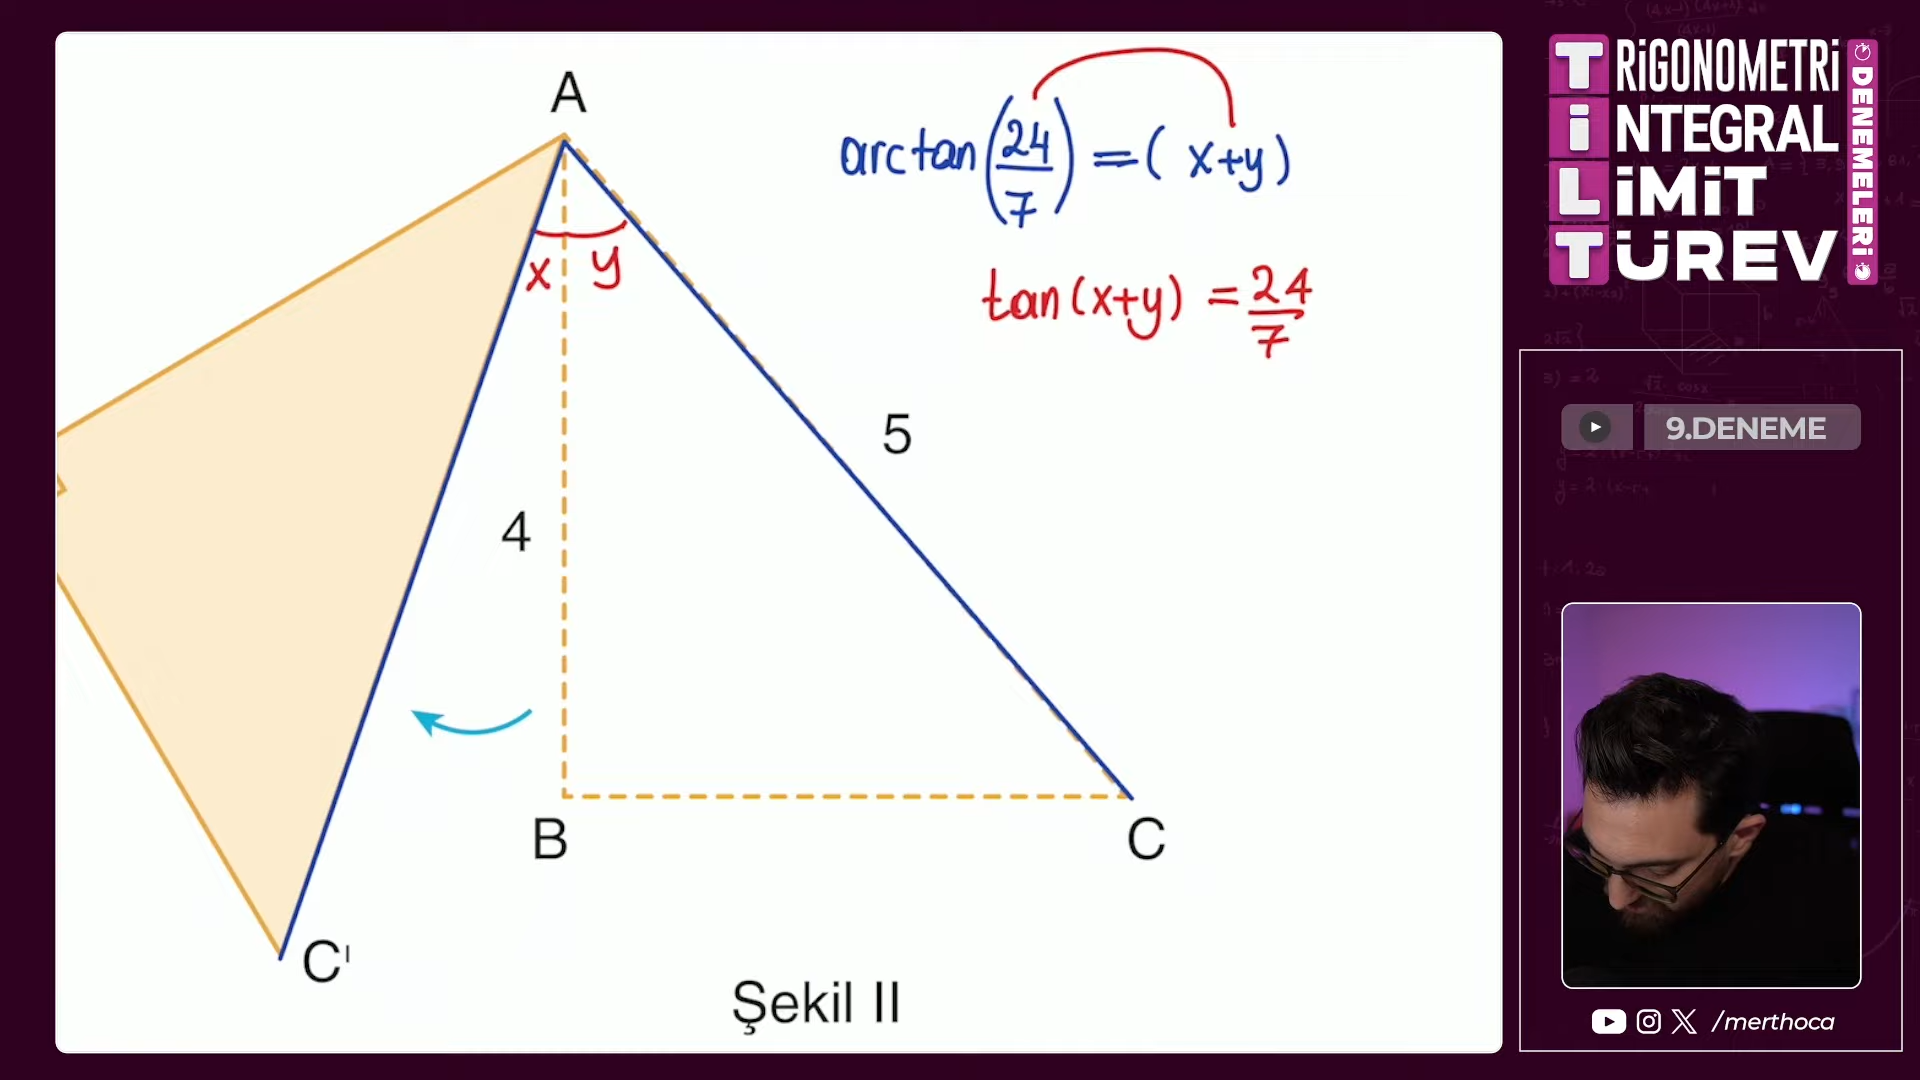 A
arctan(24/7) = ( x+y)
x y
tan(x+y) = 24/7
5
4
B
C
C'
Şekil II
TRİGONOMETRİ
İNTEGRAL
LİMİT
TÜREV
DENEMELERİ
9.DENEME
/merthoca